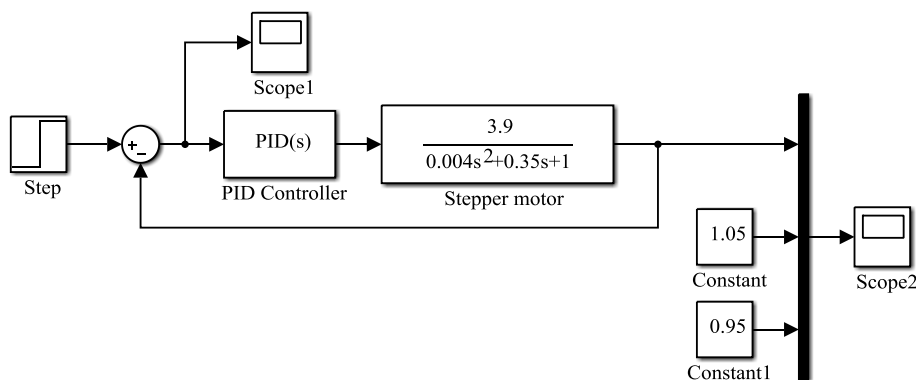 Scope1
Step
+
−
PID(s)
PID Controller
3.9
0.004s²+0.35s+1
Stepper motor
1.05
Constant
Scope2
0.95
Constant1